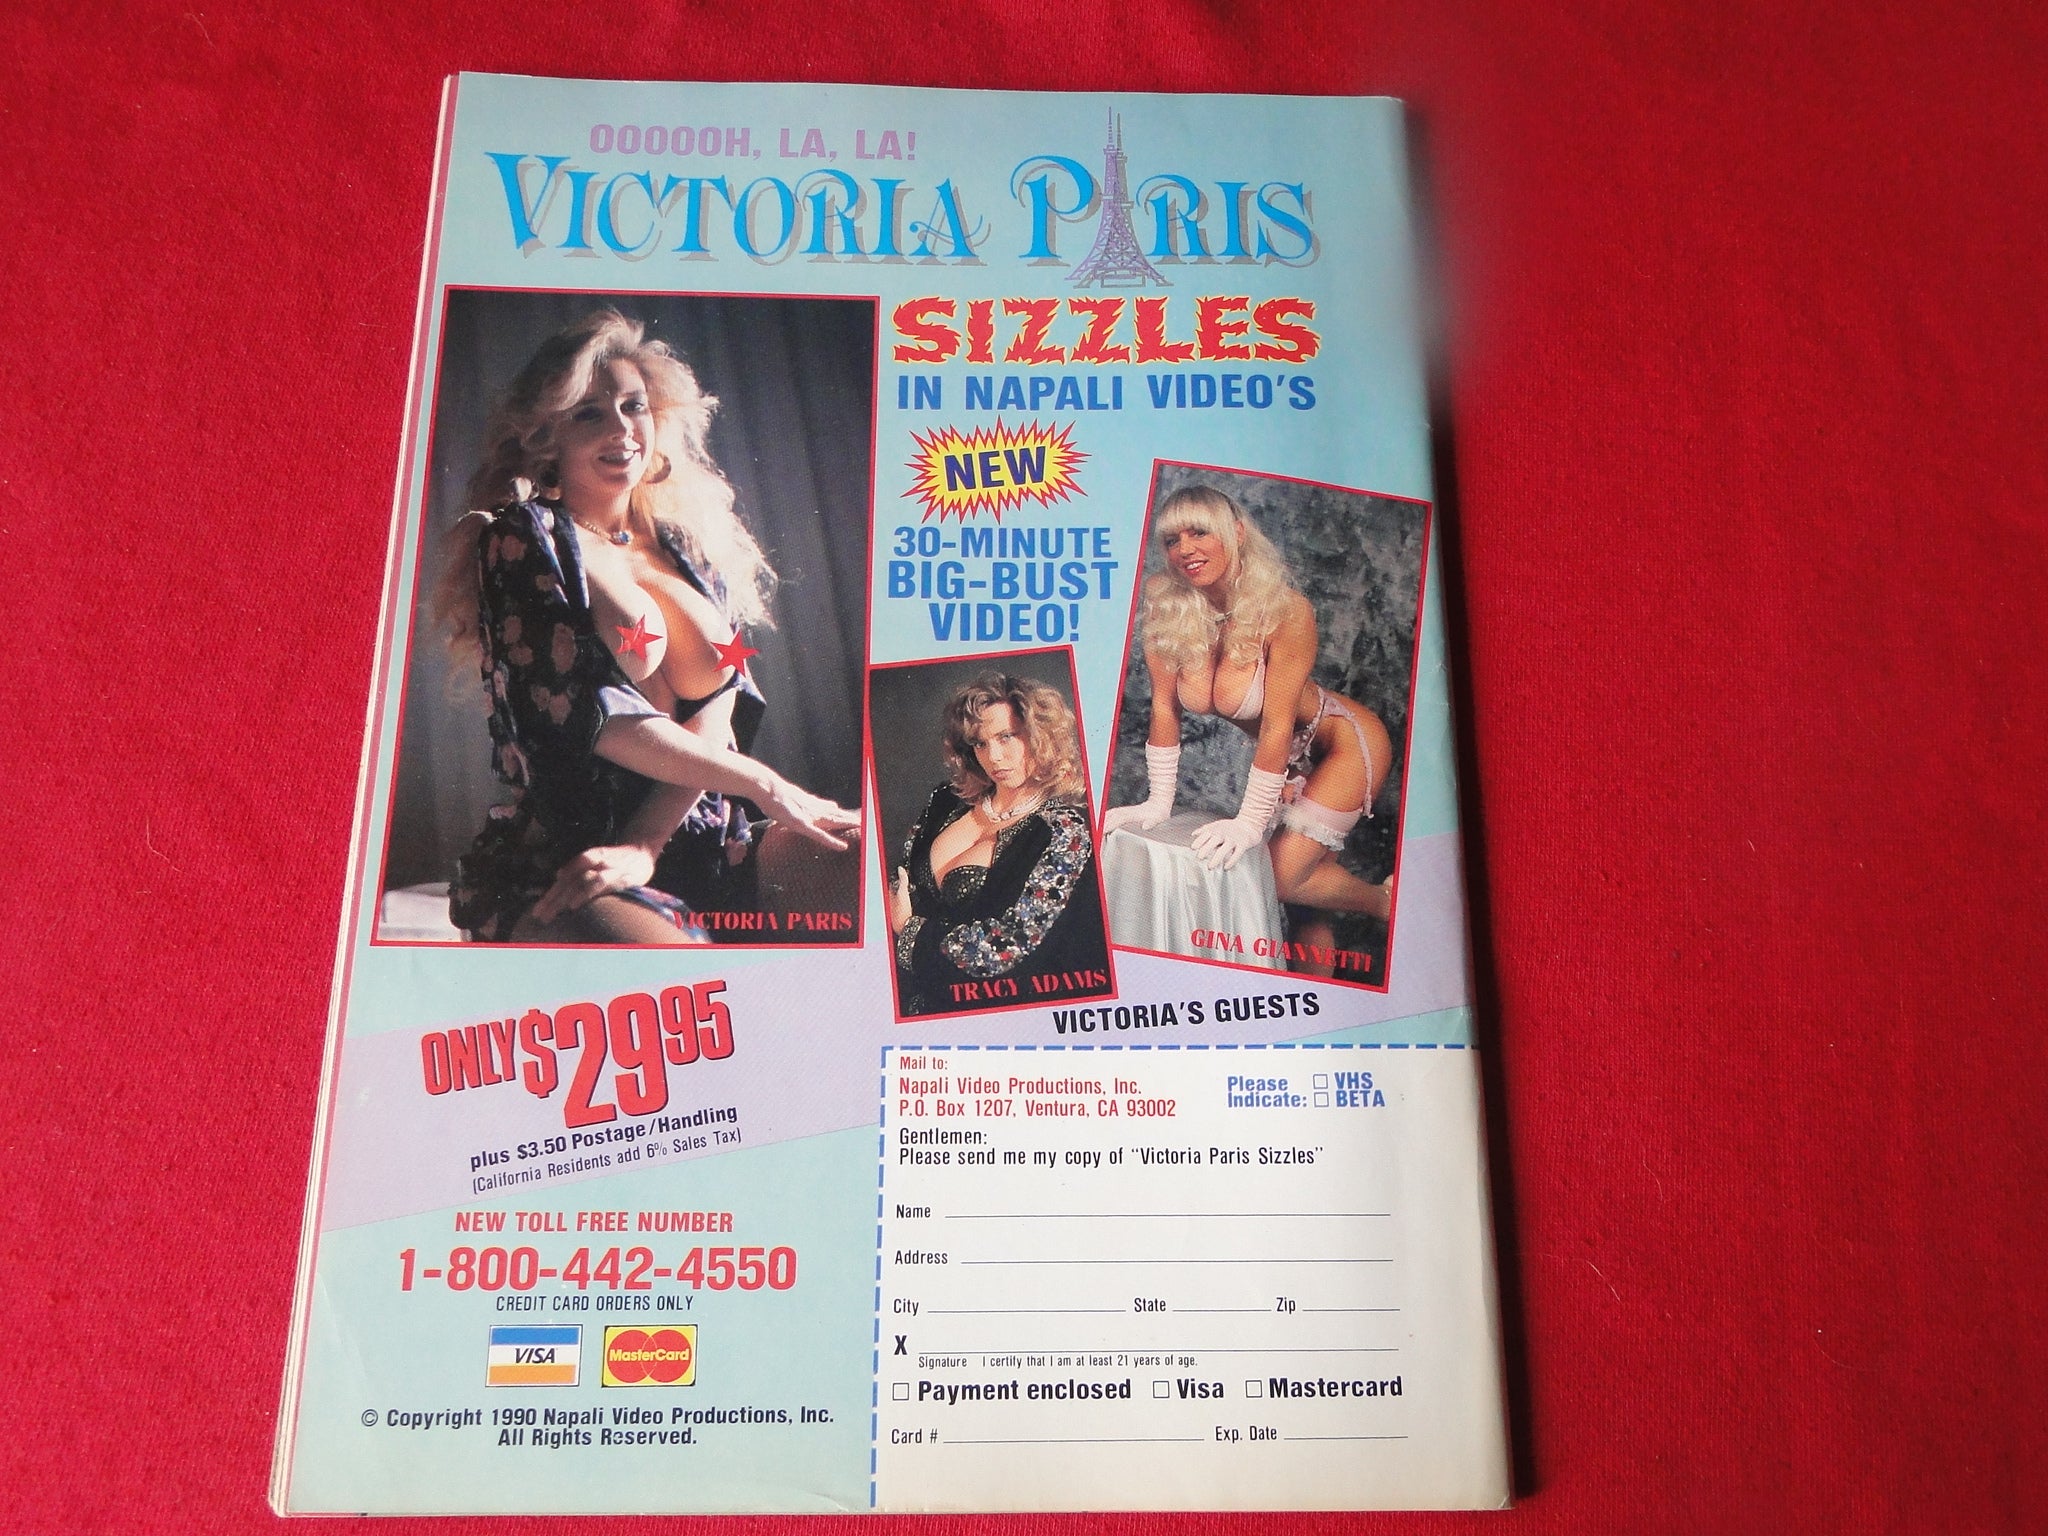 OOOOOH, LA, LA!
VICTORIA PARIS
SIZZLES
IN NAPALI VIDEO'S
NEW
30-MINUTE
BIG-BUST
VIDEO!
VICTORIA PARIS
TRACY ADAMS
GINA GIANNETTI
VICTORIA'S GUESTS
ONLY $29.95
plus $3.50 Postage/Handling
(California Residents add 6% Sales Tax)
NEW TOLL FREE NUMBER
1-800-442-4550
CREDIT CARD ORDERS ONLY
VISA
MasterCard
© Copyright 1990 Napali Video Productions, Inc.
All Rights Reserved.
Mail to:
Napali Video Productions, Inc.
P.O. Box 1207, Ventura, CA 93002
Please Indicate:
VHS
BETA
Gentlemen:
Please send me my copy of "Victoria Paris Sizzles"
Name
Address
City State Zip
X
Signature I certify that I am at least 21 years of age.
Payment enclosed Visa Mastercard
Card # Exp. Date